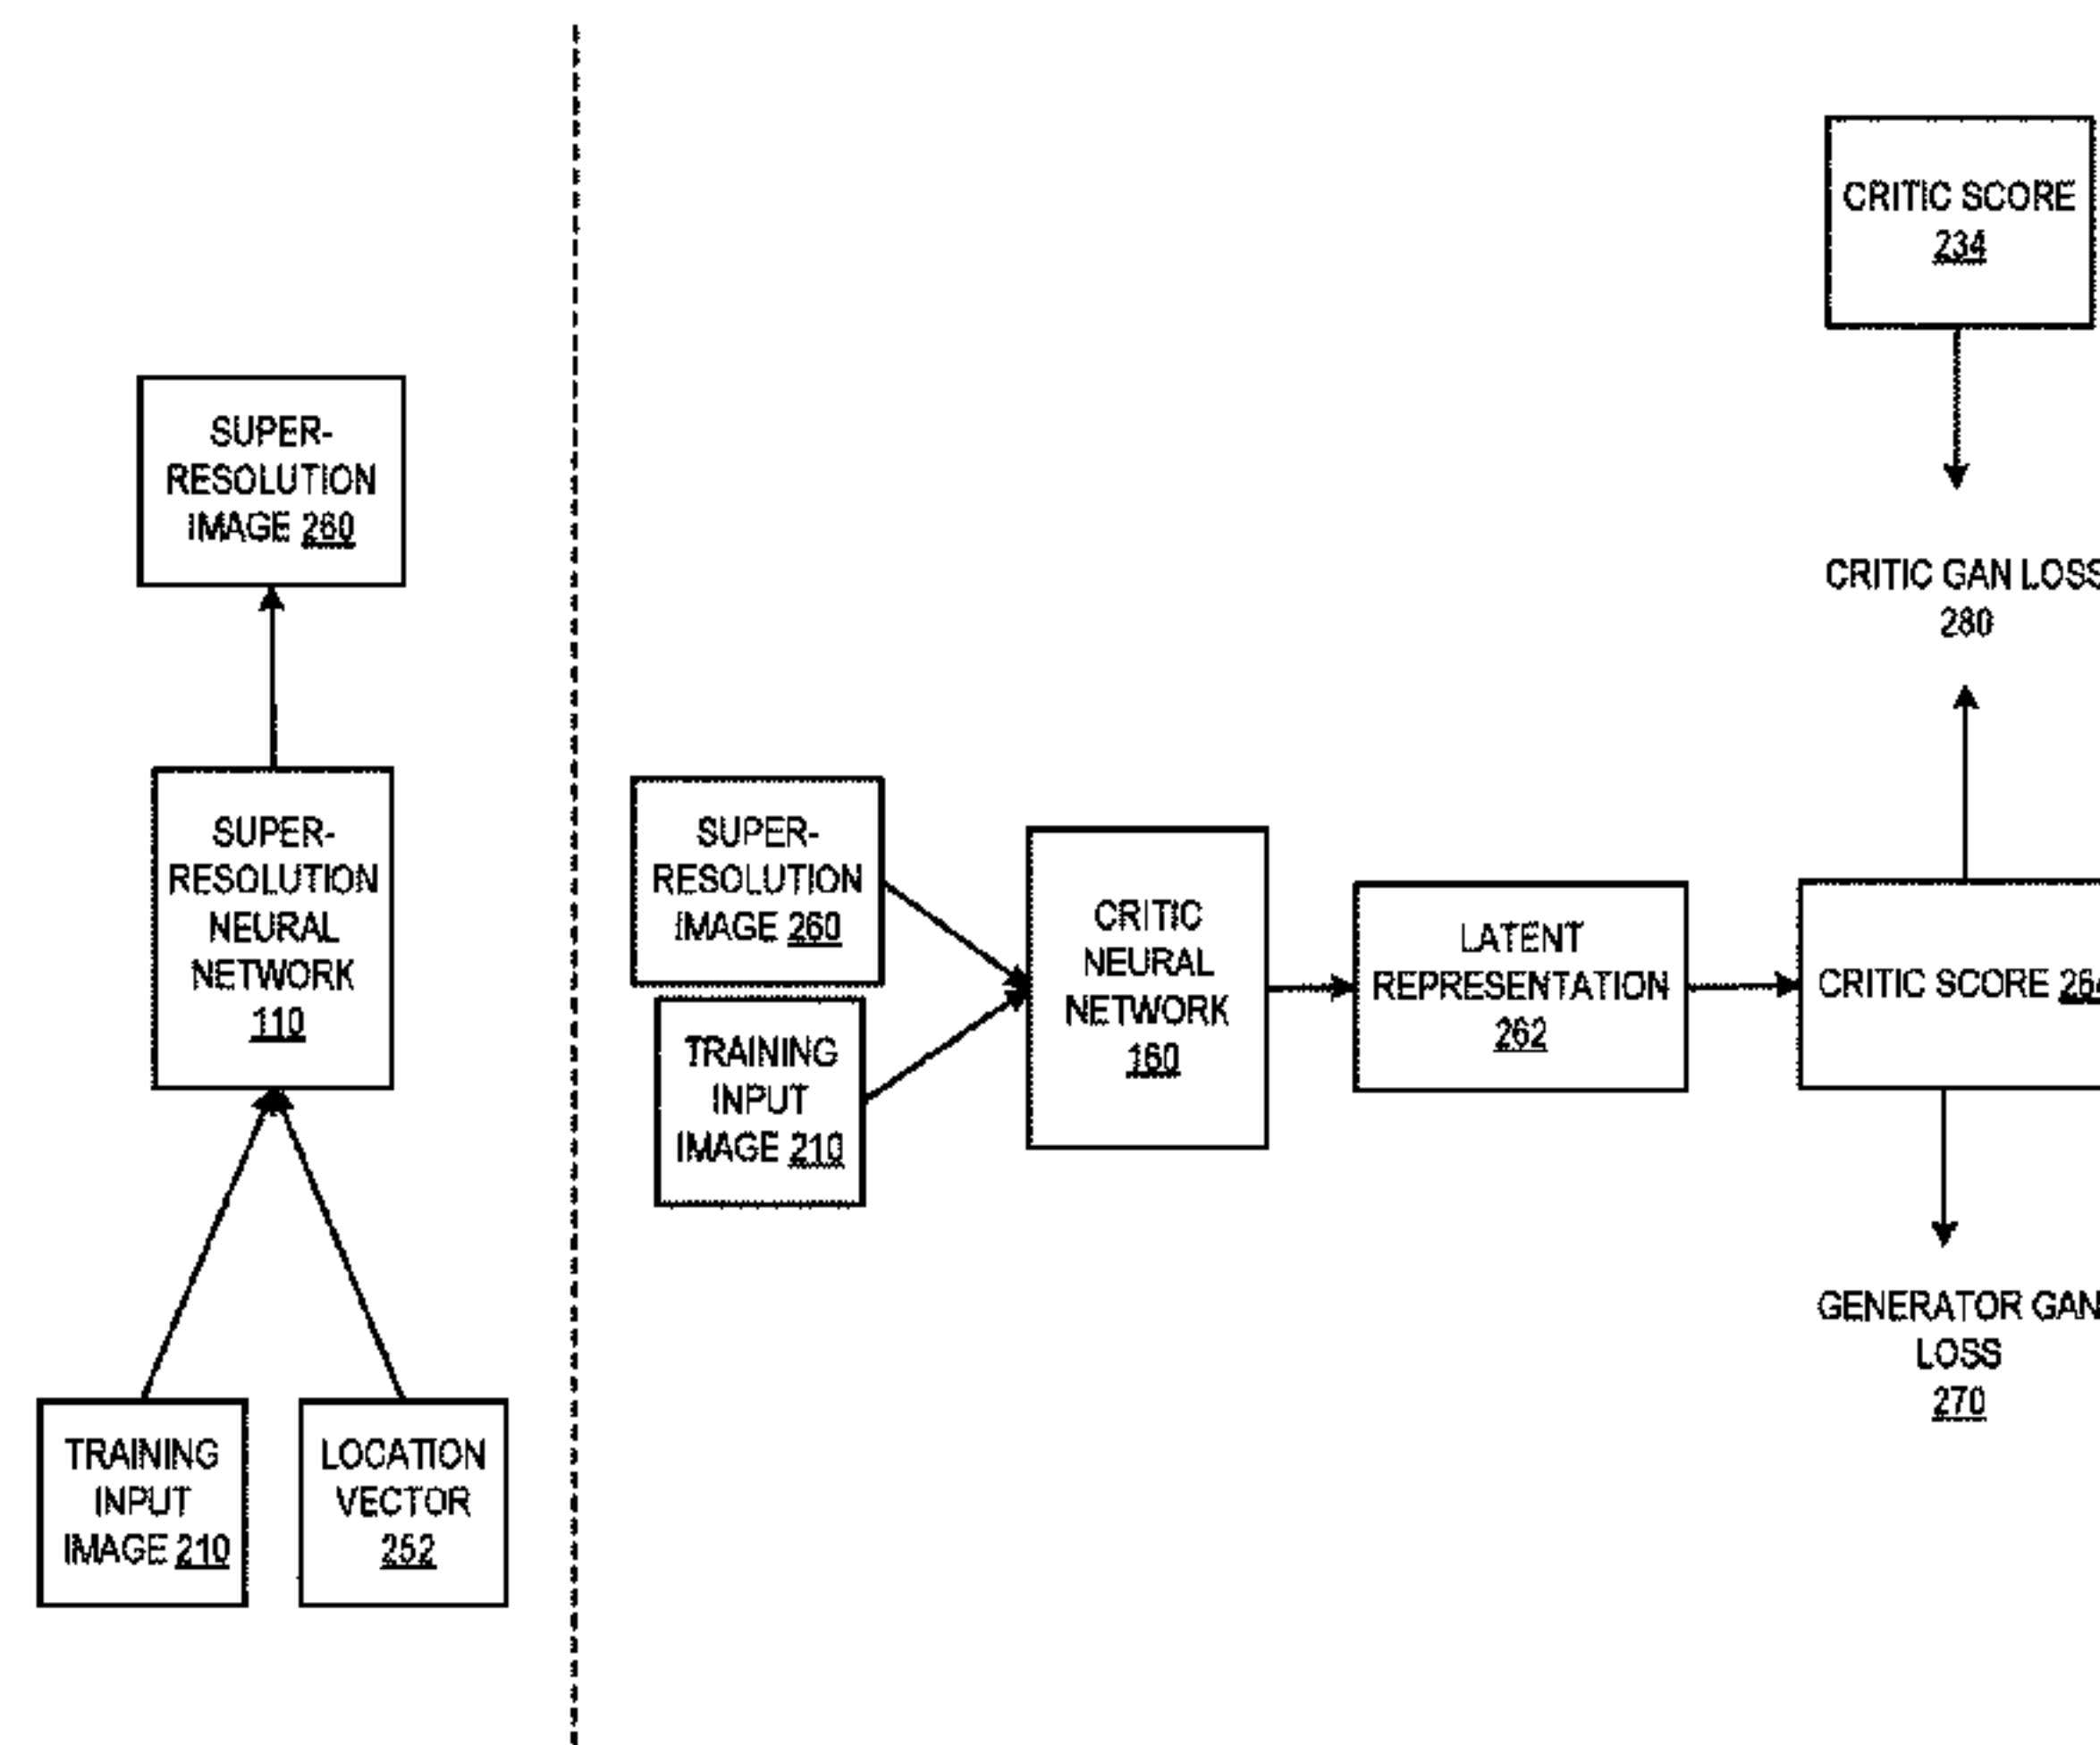 SUPER-
RESOLUTION
IMAGE 260
SUPER-
RESOLUTION
NEURAL
NETWORK
110
TRAINING
INPUT
IMAGE 210
LOCATION
VECTOR
252
SUPER-
RESOLUTION
IMAGE 260
TRAINING
INPUT
IMAGE 210
CRITIC
NEURAL
NETWORK
160
LATENT
REPRESENTATION
262
CRITIC SCORE
234
CRITIC GAN LOSS
280
CRITIC SCORE 264
GENERATOR GAN
LOSS
270